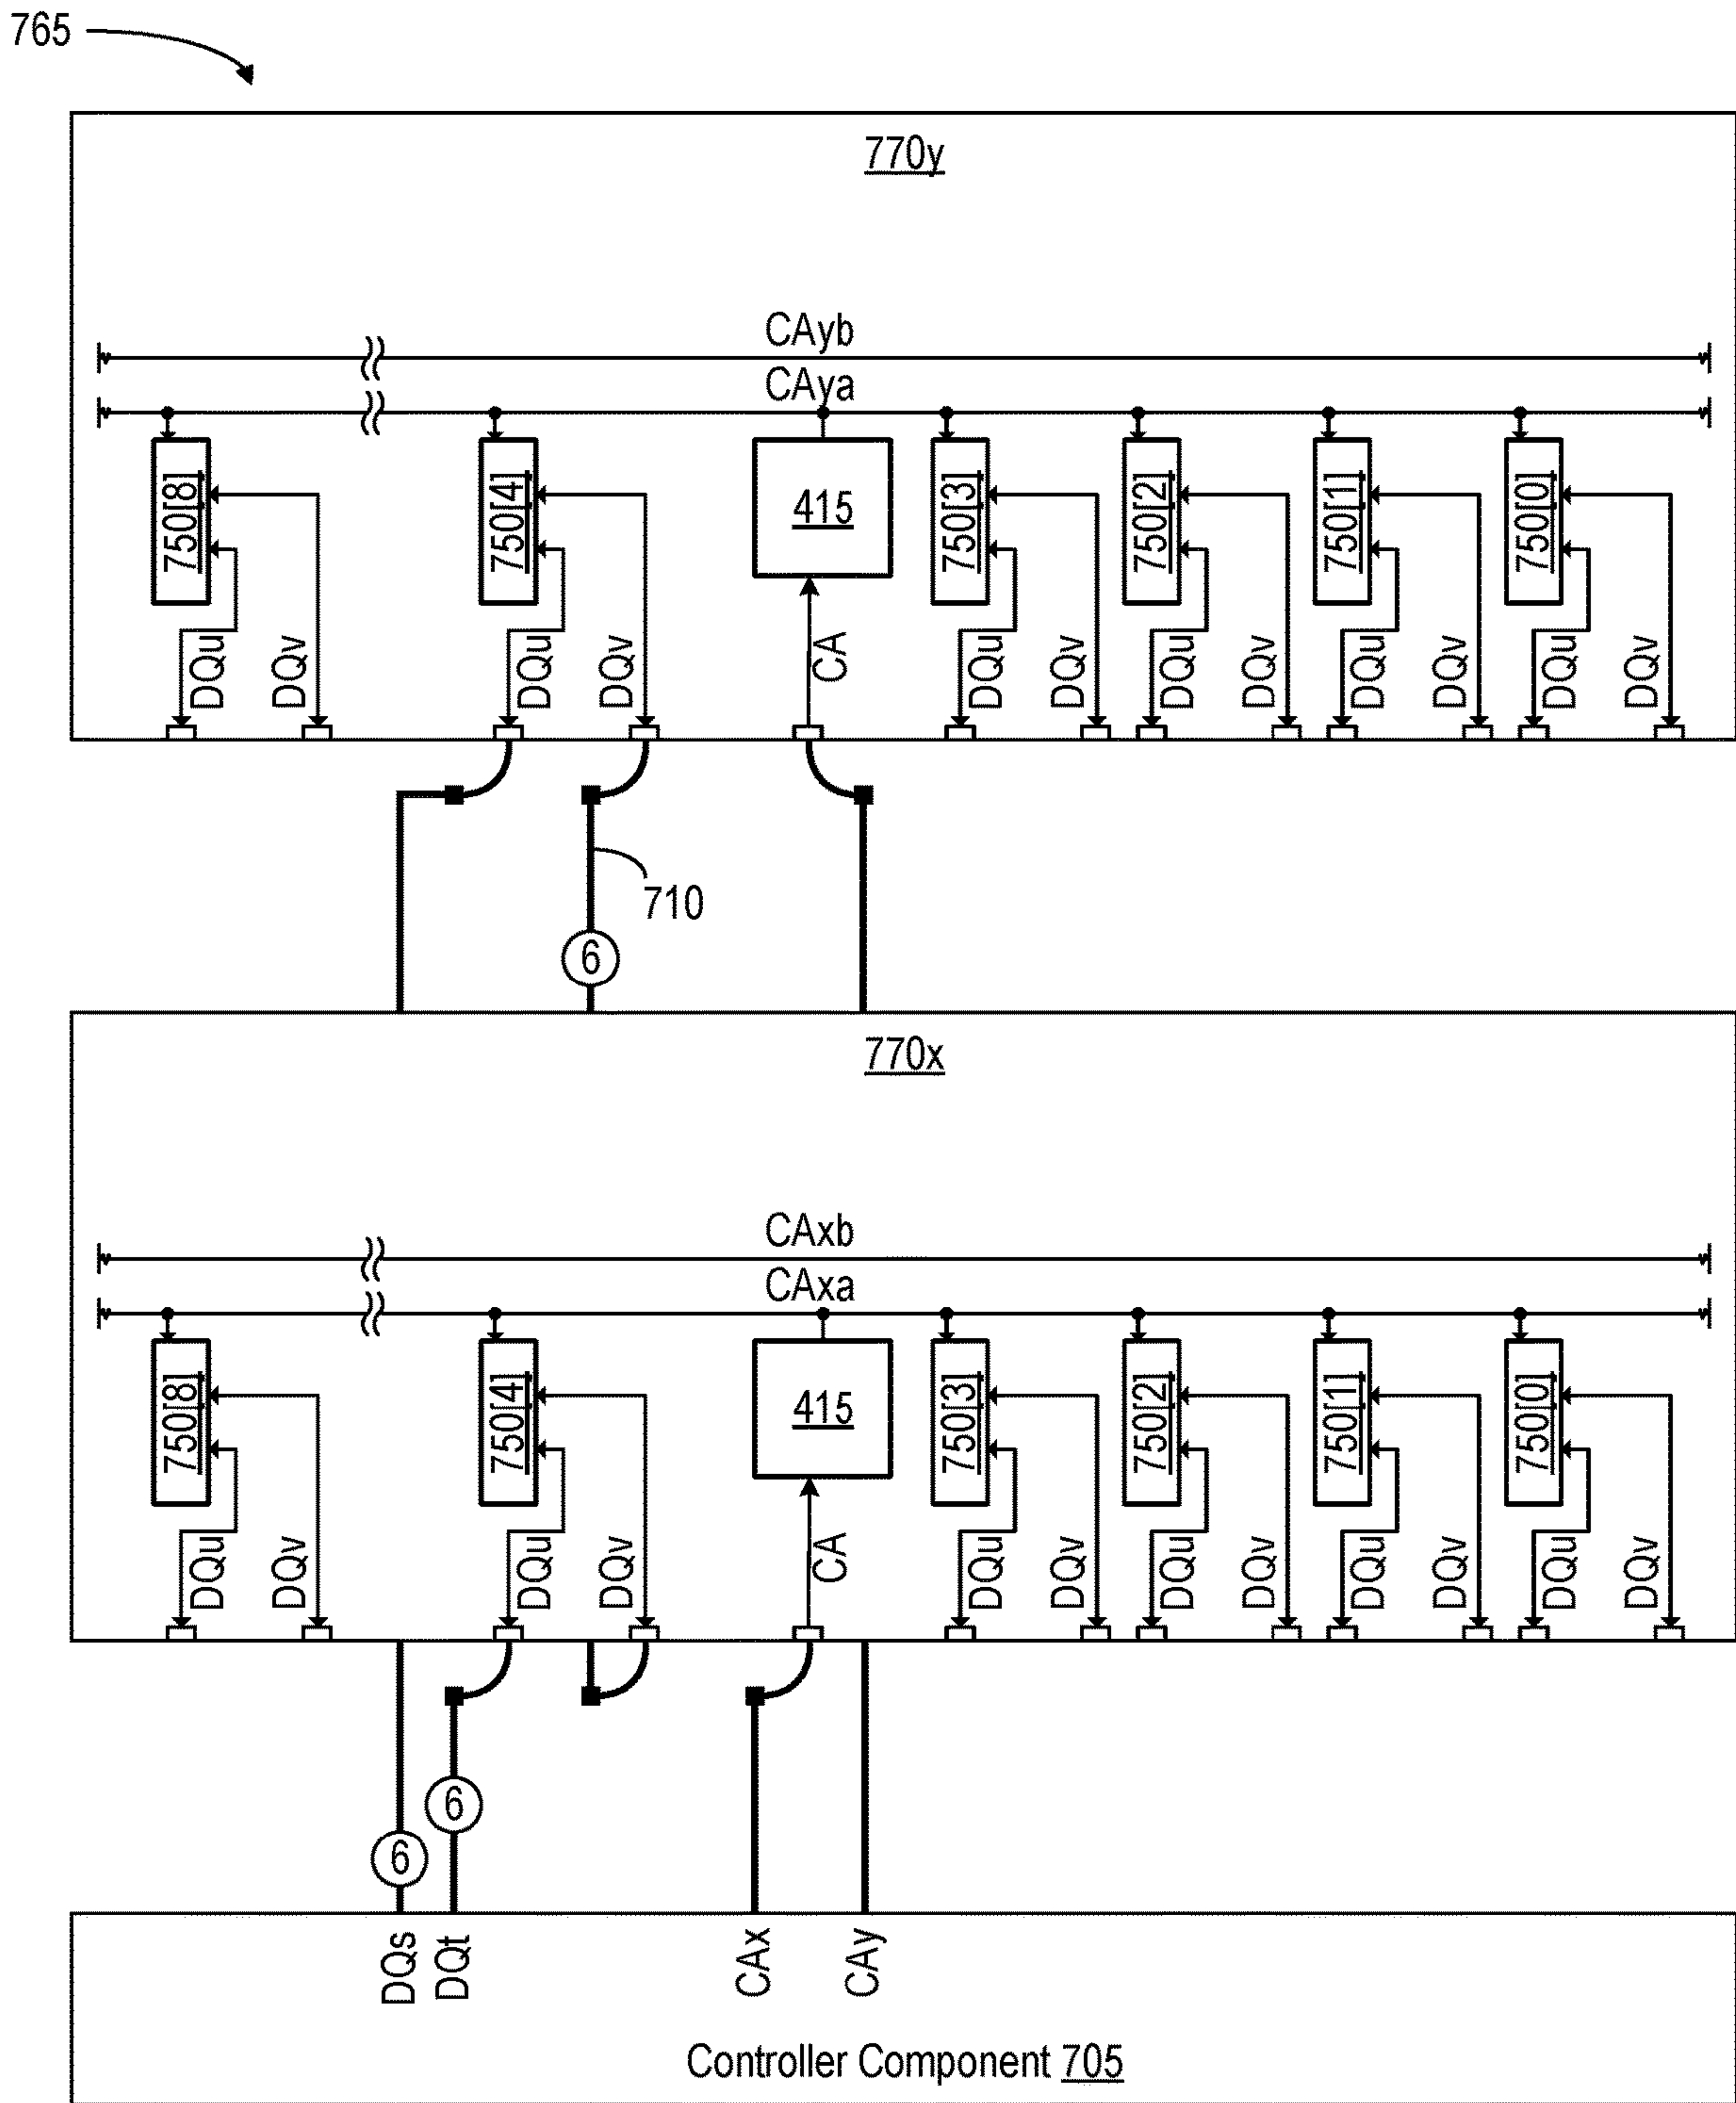 765
770y
CAyb
CAya
750[8] 750[4] 415 750[3] 750[2] 750[1] 750[0]
DQu DQv DQu DQv CA DQu DQv DQu DQv DQu DQv DQu DQv
710
6
770x
CAxb
CAxa
750[8] 750[4] 415 750[3] 750[2] 750[1] 750[0]
DQu DQv DQu DQv CA DQu DQv DQu DQv DQu DQv DQu DQv
6
6
DQs DQt CAx CAy
Controller Component 705